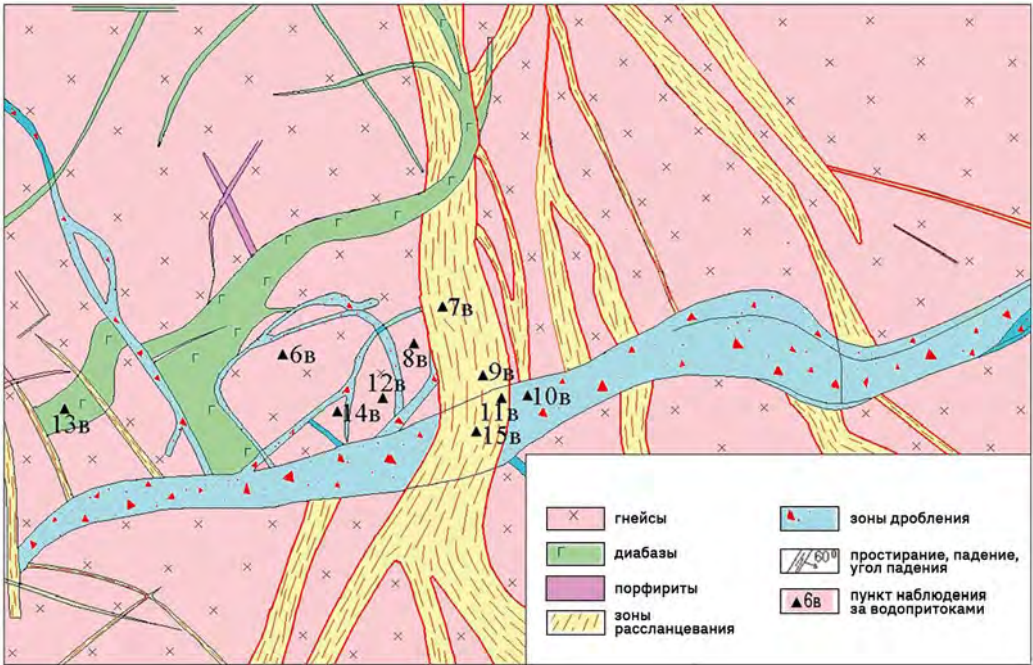 7в
6в
8в
9в
12в
10в
14в
11в
13в
15в
гнейсы
зоны дробления
диабазы
60°
простирание, падение,
угол падения
порфириты
6в
пункт наблюдения
за водопритоками
зоны
рассланцевания